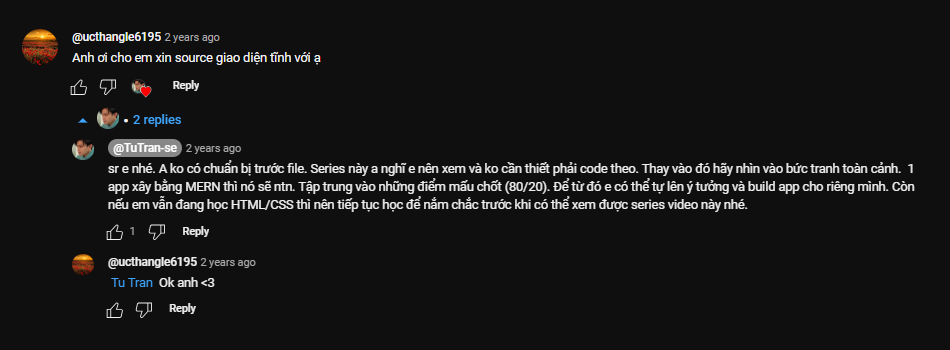 @ucthangle6195 2 years ago
Anh ơi cho em xin source giao diện tĩnh với ạ
Reply
• 2 replies
@TuTran-se 2 years ago
sr e nhé. A ko có chuẩn bị trước file. Series này a nghĩ e nên xem và ko cần thiết phải code theo. Thay vào đó hãy nhìn vào bức tranh toàn cảnh. 1
app xây bằng MERN thì nó sẽ ntn. Tập trung vào những điểm mấu chốt (80/20). Để từ đó e có thể tự lên ý tưởng và build app cho riêng mình. Còn
nếu em vẫn đang học HTML/CSS thì nên tiếp tục học để nắm chắc trước khi có thể xem được series video này nhé.
1 Reply
@ucthangle6195 2 years ago
Tu Tran Ok anh <3
Reply